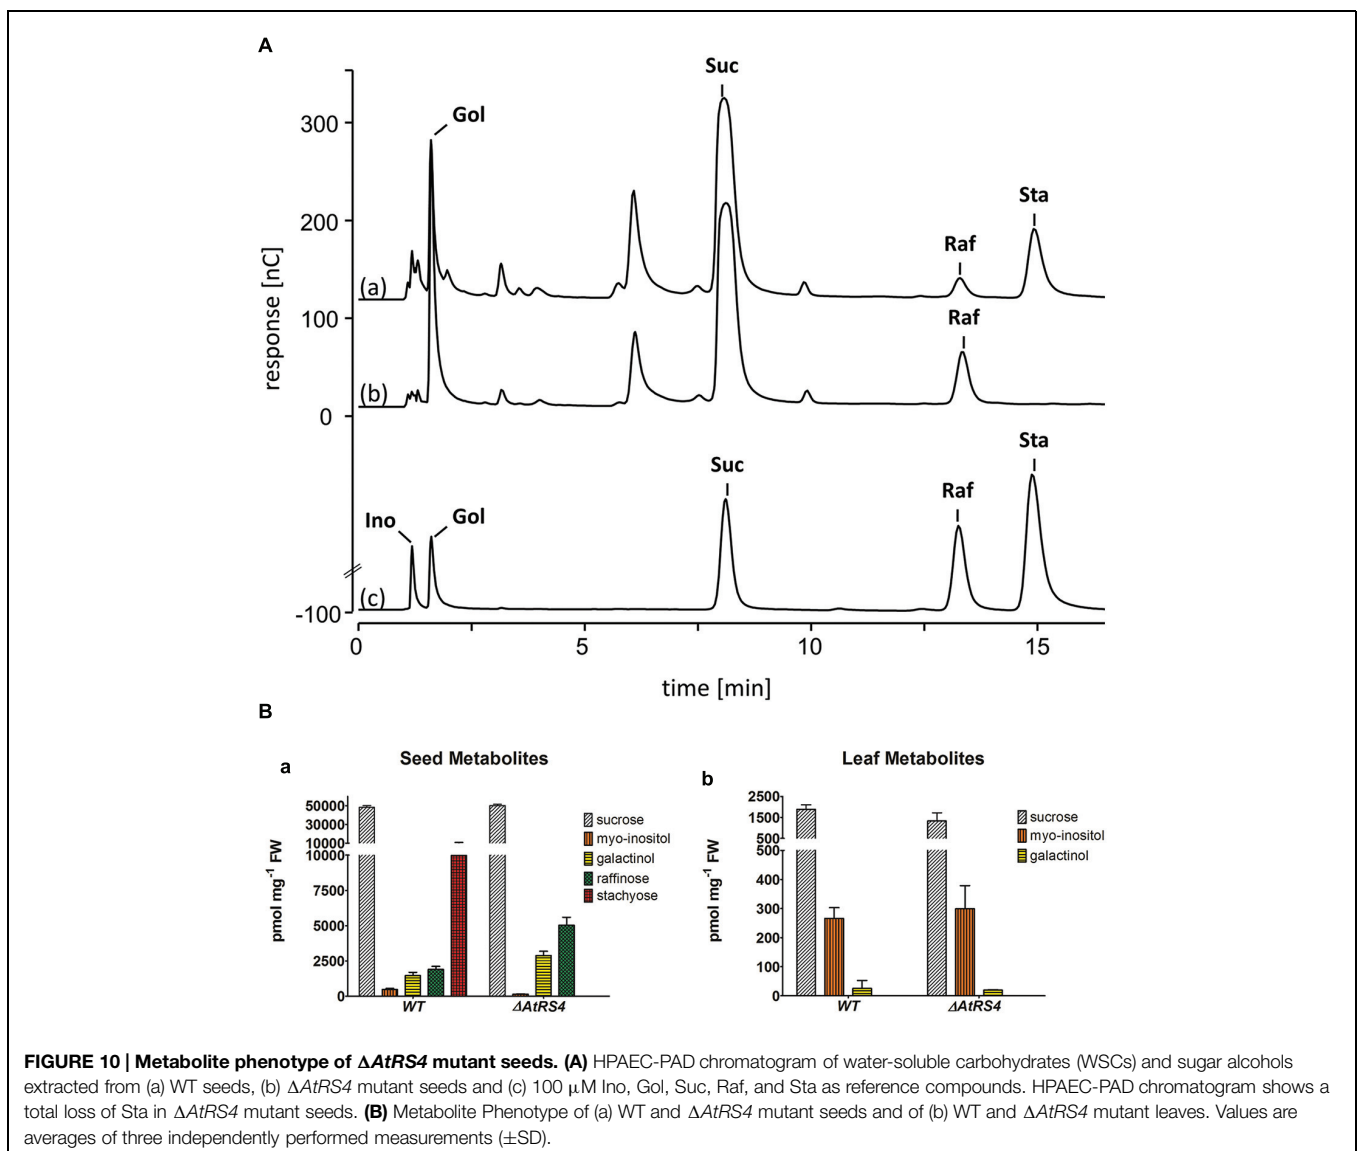 A
Suc
Gol
300
Sta
200
Raf
(a)
response [nC]
100
Raf
(b)
0
Sta
Suc
Raf
Ino
Gol
(c)
-100
0
5
10
15
time [min]
B
a
Seed Metabolites
50000
30000
10000
10000
7500
5000
2500
0
pmol mg-1 FW
WT
ΔAtRS4
sucrose
myo-inositol
galactinol
raffinose
stachyose
b
Leaf Metabolites
2500
1500
500
500
400
300
200
100
0
pmol mg-1 FW
WT
ΔAtRS4
sucrose
myo-inositol
galactinol
FIGURE 10 | Metabolite phenotype of ΔAtRS4 mutant seeds. (A) HPAEC-PAD chromatogram of water-soluble carbohydrates (WSCs) and sugar alcohols
extracted from (a) WT seeds, (b) ΔAtRS4 mutant seeds and (c) 100 μM Ino, Gol, Suc, Raf, and Sta as reference compounds. HPAEC-PAD chromatogram shows a
total loss of Sta in ΔAtRS4 mutant seeds. (B) Metabolite Phenotype of (a) WT and ΔAtRS4 mutant seeds and of (b) WT and ΔAtRS4 mutant leaves. Values are
averages of three independently performed measurements (±SD).